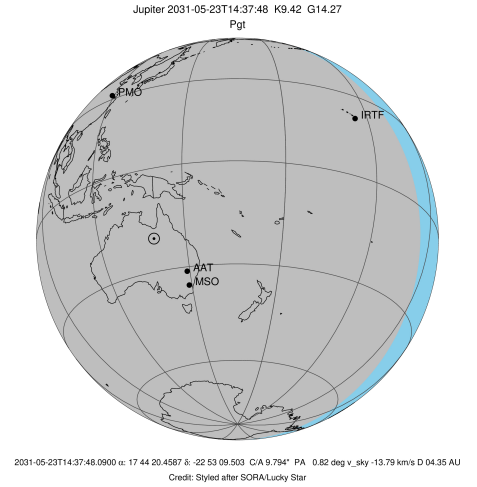 Jupiter 2031-05-23T14:37:48 K9.42 G14.27
Pgt
PMO
IRTF
AAT
MSO
2031-05-23T14:37:48.0900 α: 17 44 20.4587 δ: -22 53 09.503 C/A 9.794" PA 0.82 deg v_sky -13.79 km/s D 04.35 AU
Credit: Styled after SORA/Lucky Star